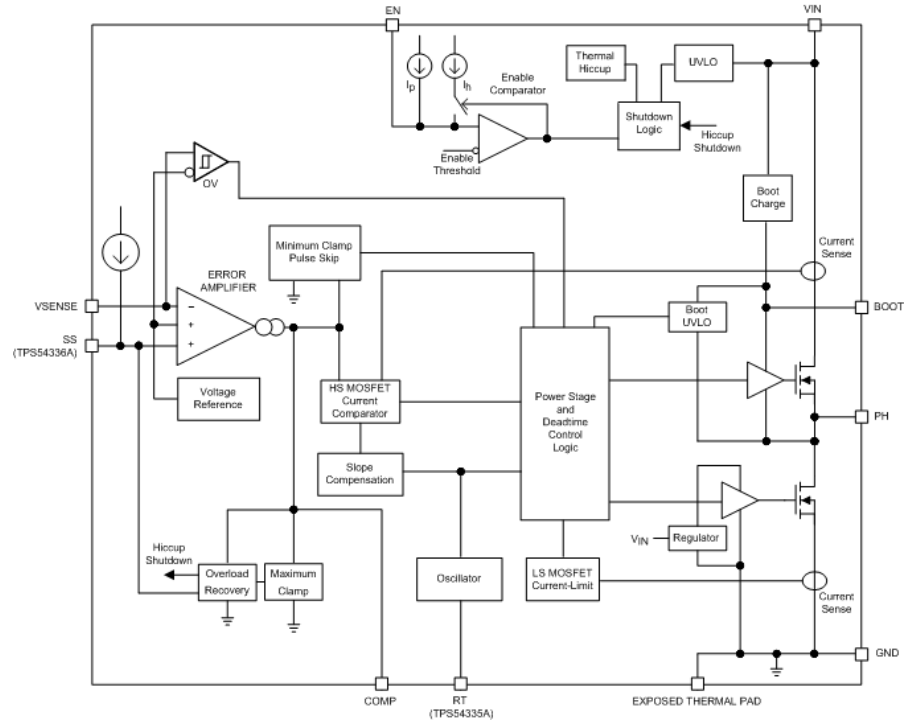 EN
VIN
Thermal
Hiccup
UVLO
Ip
Ih
Enable
Comparator
Shutdown
Logic
Hiccup
Shutdown
Enable
Threshold
OV
Boot
Charge
Minimum Clamp
Pulse Skip
Current
Sense
ERROR
AMPLIFIER
VSENSE
−
+
+
SS
(TPS54336A)
Boot
UVLO
BOOT
Voltage
Reference
HS MOSFET
Current
Comparator
Power Stage
and
Deadtime
Control
Logic
PH
Slope
Compensation
VIN
Regulator
Hiccup
Shutdown
Overload
Recovery
Maximum
Clamp
Oscillator
LS MOSFET
Current-Limit
Current
Sense
GND
COMP
RT
(TPS54335A)
EXPOSED THERMAL PAD